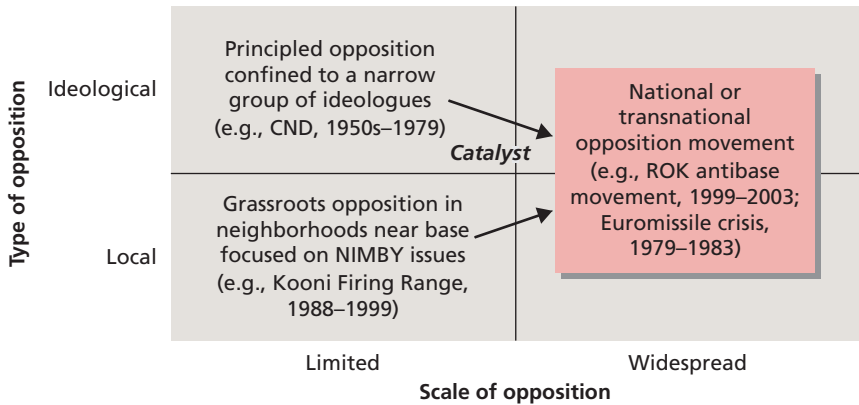 Type of opposition
Ideological
Local
Principled opposition
confined to a narrow
group of ideologues
(e.g., CND, 1950s–1979)
Catalyst
Grassroots opposition in
neighborhoods near base
focused on NIMBY issues
(e.g., Kooni Firing Range,
1988–1999)
National or
transnational
opposition movement
(e.g., ROK antibase
movement, 1999–2003;
Euromissile crisis,
1979–1983)
Limited
Widespread
Scale of opposition